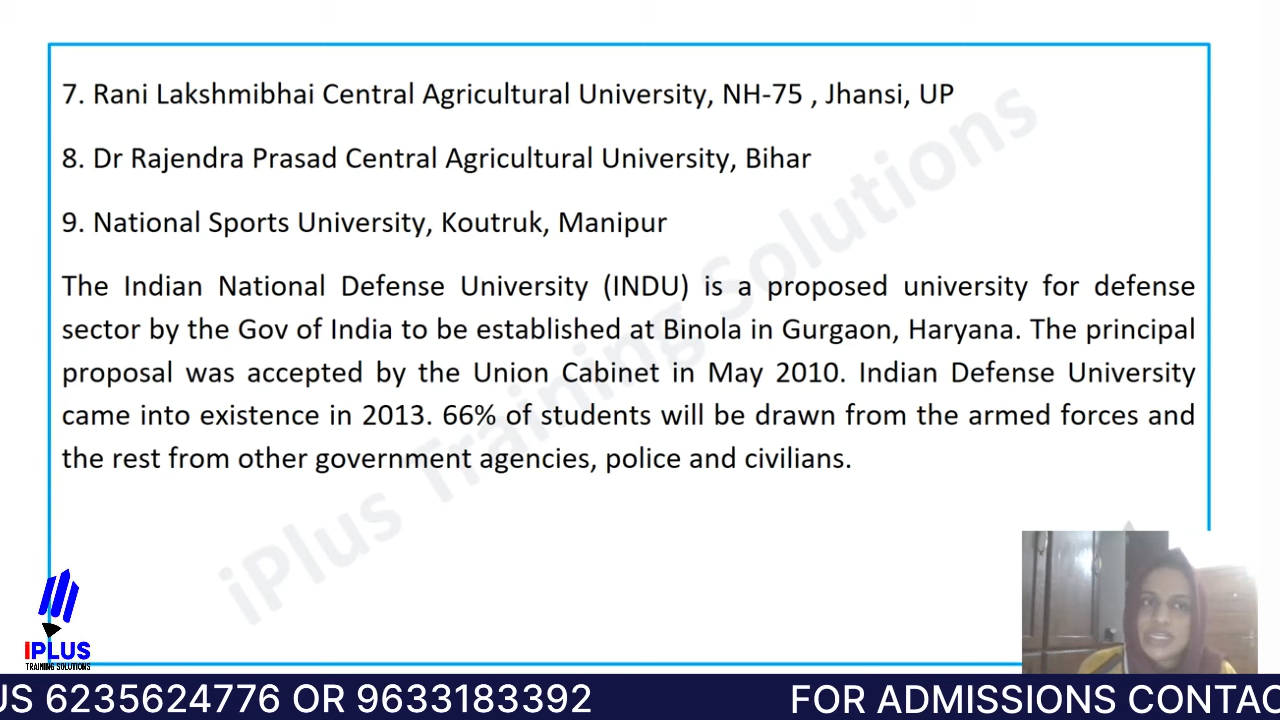 7. Rani Lakshmibhai Central Agricultural University, NH-75 , Jhansi, UP
8. Dr Rajendra Prasad Central Agricultural University, Bihar
9. National Sports University, Koutruk, Manipur
The Indian National Defense University (INDU) is a proposed university for defense
sector by the Gov of India to be established at Binola in Gurgaon, Haryana. The principal
proposal was accepted by the Union Cabinet in May 2010. Indian Defense University
came into existence in 2013. 66% of students will be drawn from the armed forces and
the rest from other government agencies, police and civilians.
iPlus Training Solutions
IPLUS
TRAINING SOLUTIONS
US 6235624776 OR 9633183392 FOR ADMISSIONS CONTAC